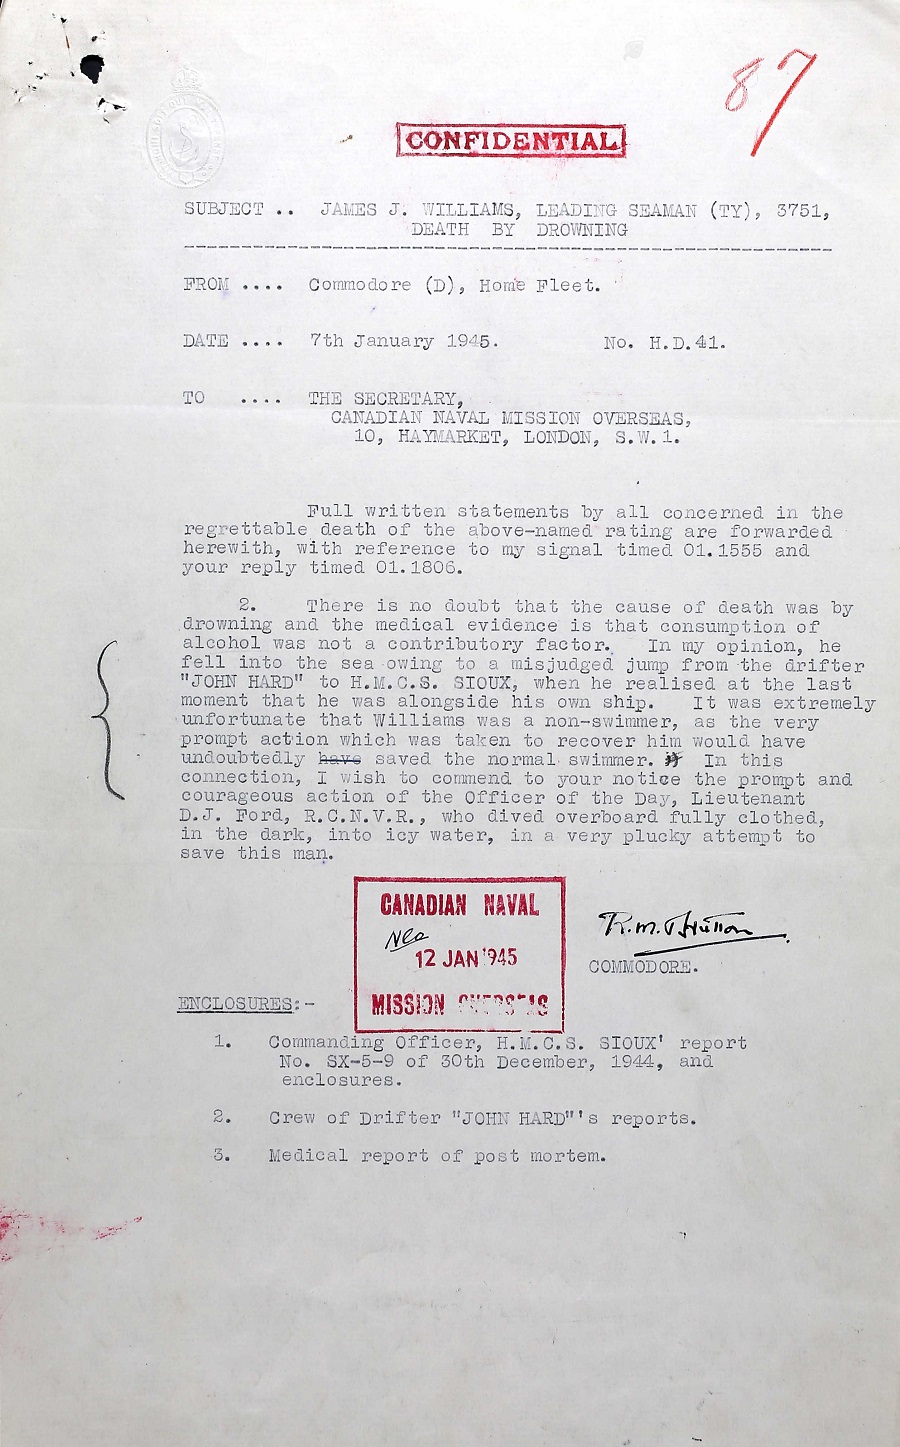 87
CONFIDENTIAL
SUBJECT .. JAMES J. WILLIAMS, LEADING SEAMAN (TY), 3751,
DEATH BY DROWNING
FROM .... Commodore (D), Home Fleet.
DATE .... 7th January 1945. No. H.D.41.
TO .... THE SECRETARY,
CANADIAN NAVAL MISSION OVERSEAS,
10, HAYMARKET, LONDON, S.W.1.
Full written statements by all concerned in the
regrettable death of the above-named rating are forwarded
herewith, with reference to my signal timed 01.1555 and
your reply timed 01.1806.
2. There is no doubt that the cause of death was by
drowning and the medical evidence is that consumption of
alcohol was not a contributory factor. In my opinion, he
fell into the sea owing to a misjudged jump from the drifter
"JOHN HARD" to H.M.C.S. SIOUX, when he realised at the last
moment that he was alongside his own ship. It was extremely
unfortunate that Williams was a non-swimmer, as the very
prompt action which was taken to recover him would have
undoubtedly have saved the normal swimmer. In this
connection, I wish to commend to your notice the prompt and
courageous action of the Officer of the Day, Lieutenant
D.J. Ford, R.C.N.V.R., who dived overboard fully clothed,
in the dark, into icy water, in a very plucky attempt to
save this man.
CANADIAN NAVAL
12 JAN '945
MISSION OVERSEAS
R.M.J. Hutton
COMMODORE.
ENCLOSURES:-
1. Commanding Officer, H.M.C.S. SIOUX' report
No. SX-5-9 of 30th December, 1944, and
enclosures.
2. Crew of Drifter "JOHN HARD"'s reports.
3. Medical report of post mortem.